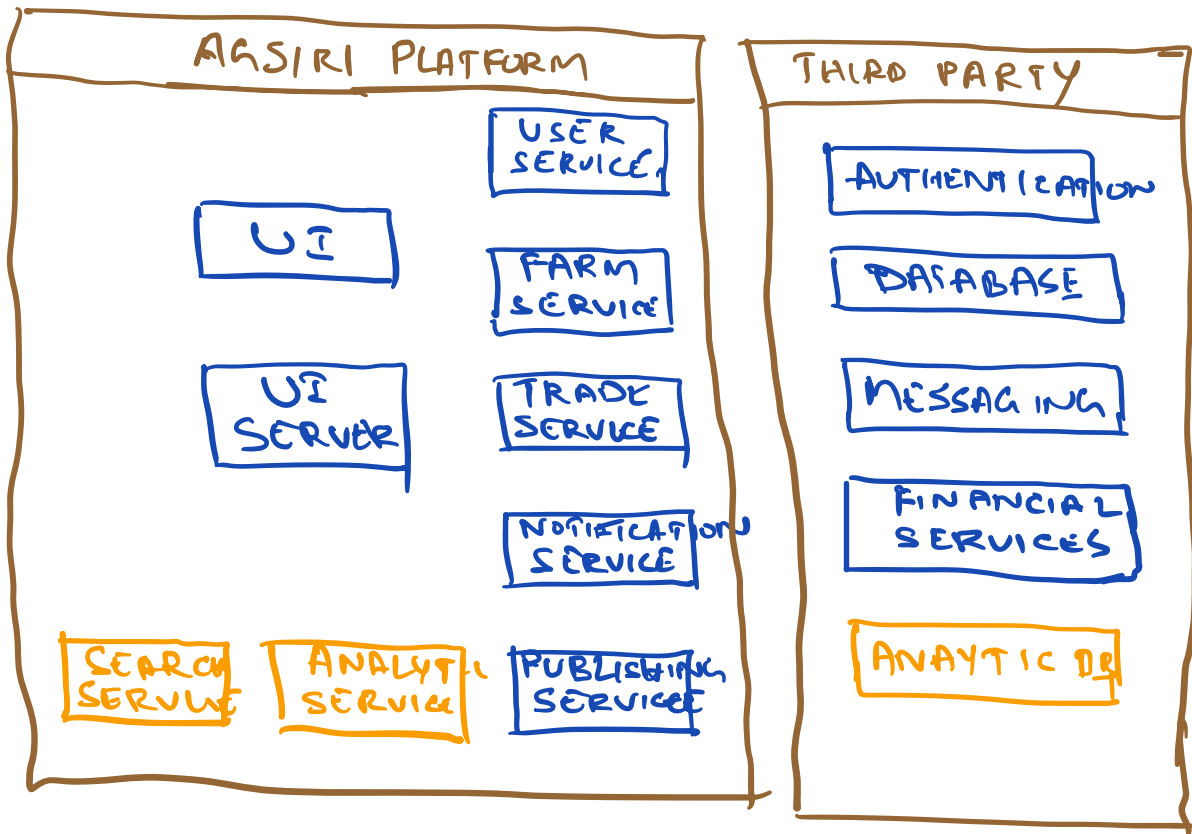 AGSIRI PLATFORM
USER
SERVICE
UI
FARM
SERVICE
UI
SERVER
TRADE
SERVICE
NOTIFICATION
SERVICE
SEARCH
SERVICE
ANALYTIC
SERVICE
PUBLISHING
SERVICE
THIRD PARTY
AUTHENTICATION
DATABASE
MESSAGING
FINANCIAL
SERVICES
ANAYTIC DB